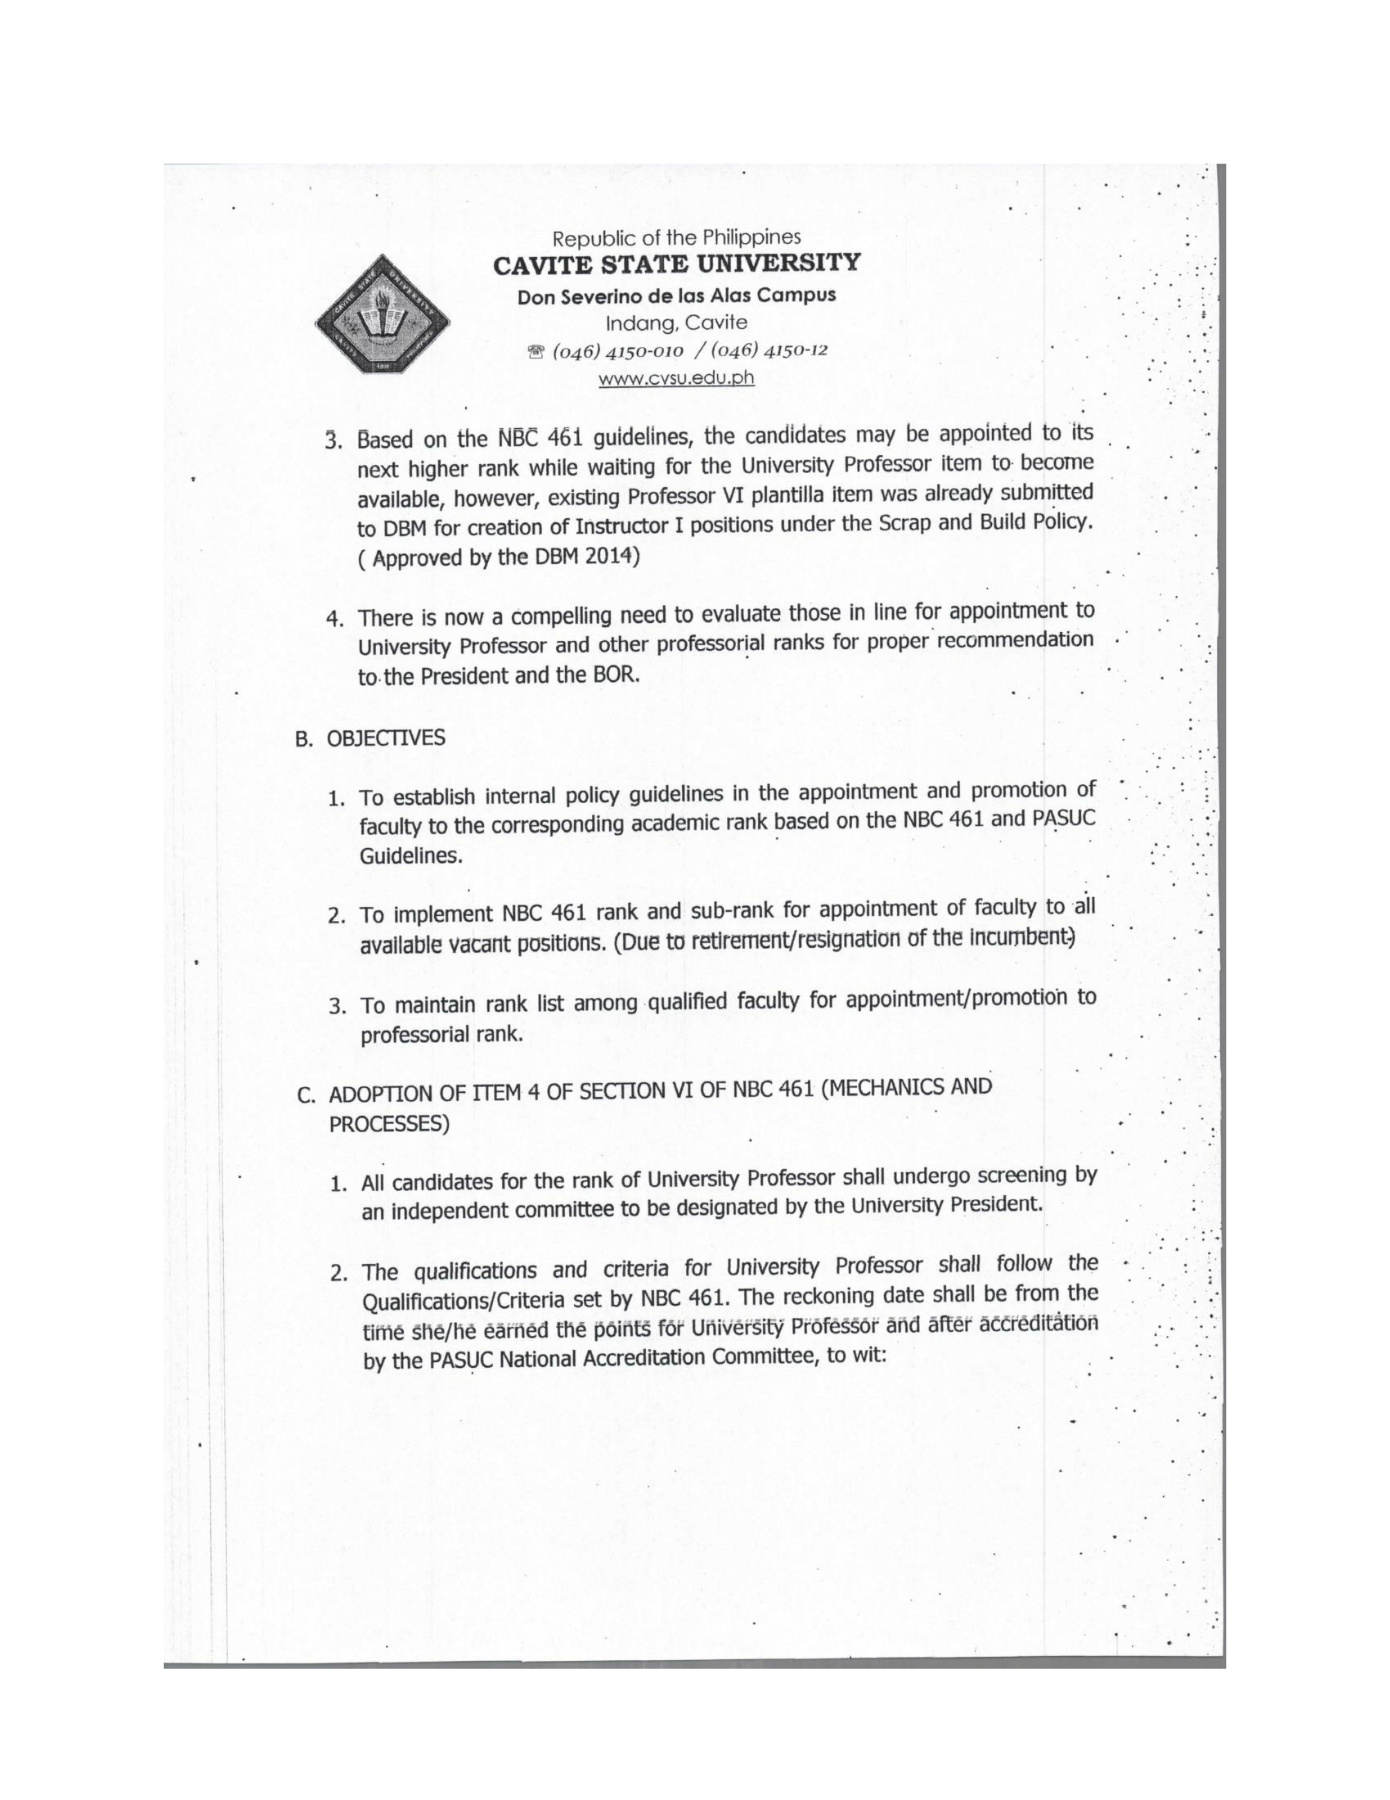 Republic of the Philippines
CAVITE STATE UNIVERSITY
Don Severino de las Alas Campus
Indang, Cavite
☎ (046) 4150-010 / (046) 4150-12
www.cvsu.edu.ph
CAVITE STATE UNIVERSITY
CAVITE
3. Based on the NBC 461 guidelines, the candidates may be appointed to its
next higher rank while waiting for the University Professor item to become
available, however, existing Professor VI plantilla item was already submitted
to DBM for creation of Instructor I positions under the Scrap and Build Policy.
( Approved by the DBM 2014)
4. There is now a compelling need to evaluate those in line for appointment to
University Professor and other professorial ranks for proper recommendation
to the President and the BOR.
B. OBJECTIVES
1. To establish internal policy guidelines in the appointment and promotion of
faculty to the corresponding academic rank based on the NBC 461 and PASUC
Guidelines.
2. To implement NBC 461 rank and sub-rank for appointment of faculty to all
available vacant positions. (Due to retirement/resignation of the incumbent)
3. To maintain rank list among qualified faculty for appointment/promotion to
professorial rank.
C. ADOPTION OF ITEM 4 OF SECTION VI OF NBC 461 (MECHANICS AND
PROCESSES)
1. All candidates for the rank of University Professor shall undergo screening by
an independent committee to be designated by the University President.
2. The qualifications and criteria for University Professor shall follow the
Qualifications/Criteria set by NBC 461. The reckoning date shall be from the
time she/he earned the points for University Professor and after accreditation
by the PASUC National Accreditation Committee, to wit: